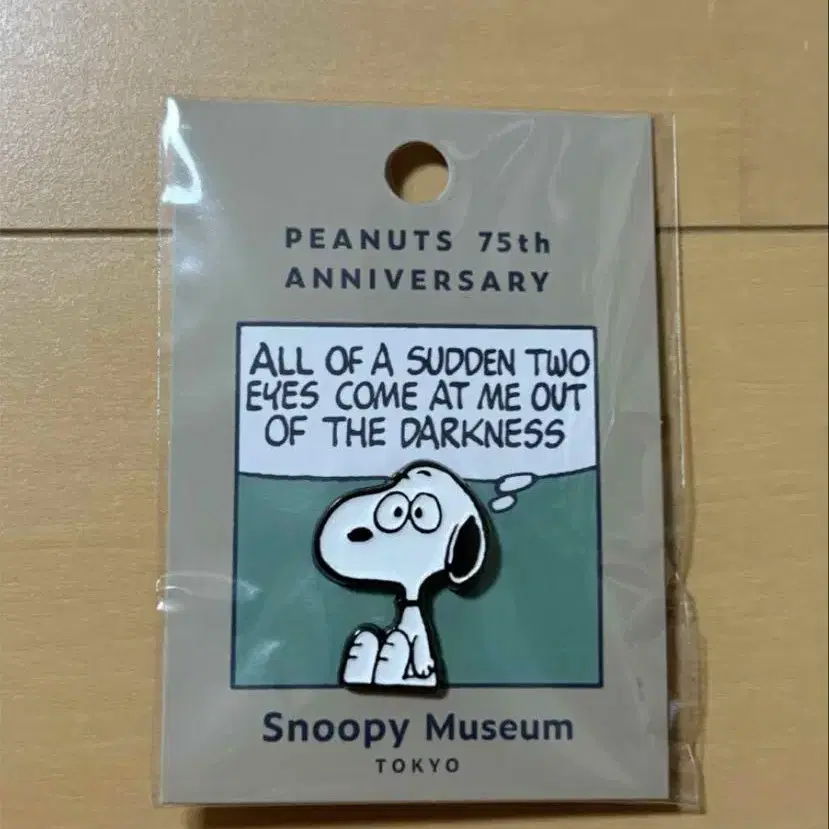 PEANUTS 75th
ANNIVERSARY
ALL OF A SUDDEN TWO
EYES COME AT ME OUT
OF THE DARKNESS
Snoopy Museum
TOKYO